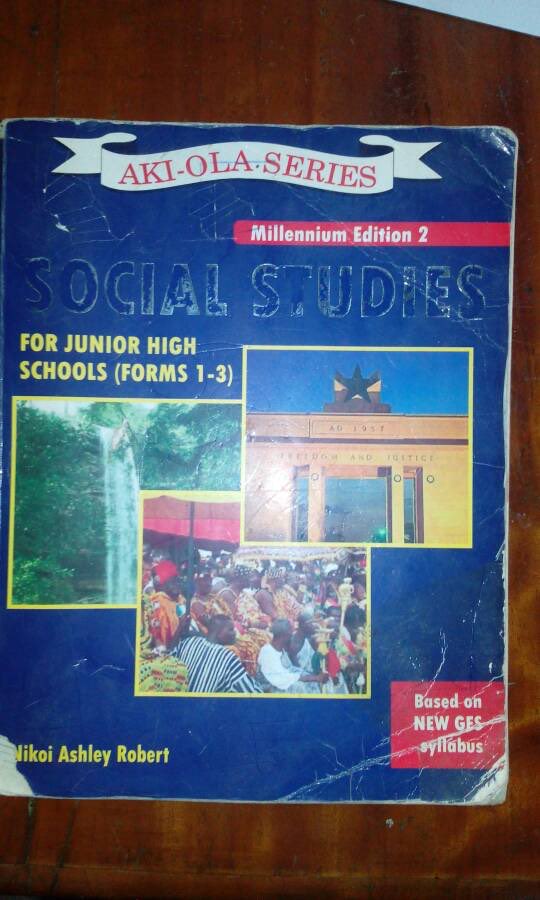 AKI-OLA SERIES
Millennium Edition 2
SOCIAL STUDIES
FOR JUNIOR HIGH
SCHOOLS (FORMS 1-3)
AD 1957
FREEDOM AND JUSTICE
Based on
NEW GES
syllabus
Nikoi Ashley Robert